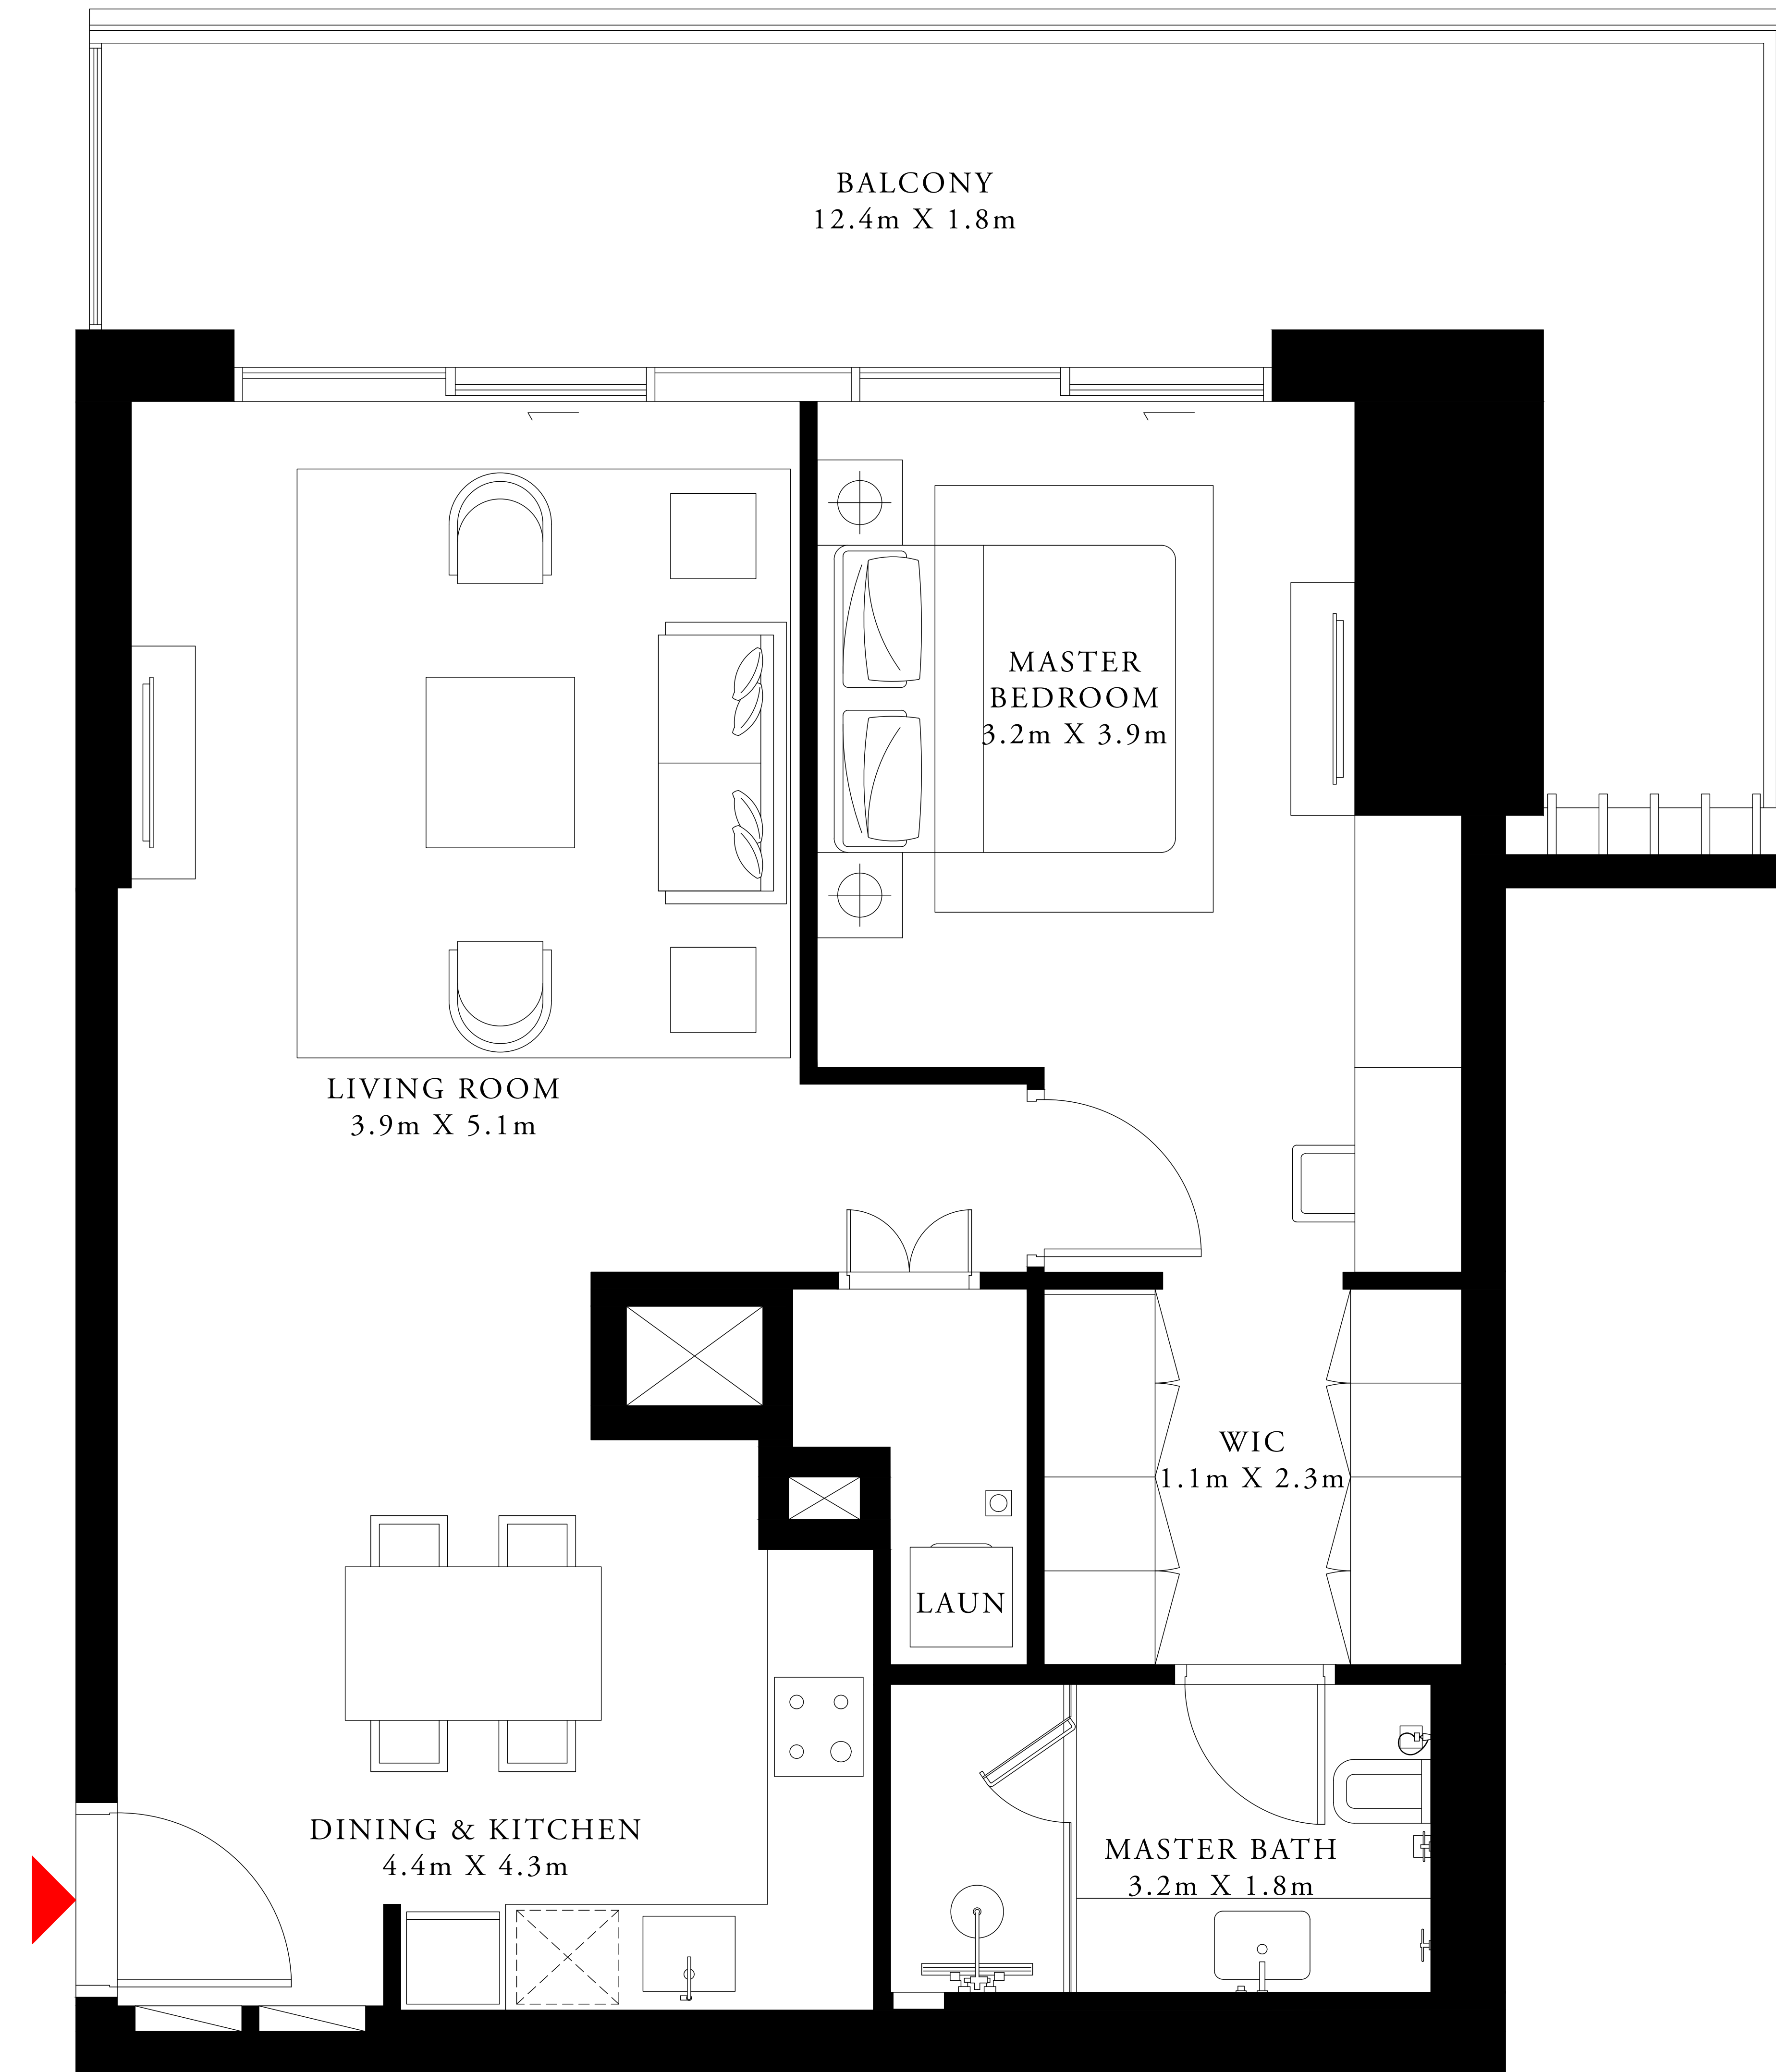 BALCONY
12.4m X 1.8m
MASTER
BEDROOM
3.2m X 3.9m
LIVING ROOM
3.9m X 5.1m
WIC
1.1m X 2.3m
LAUN
DINING & KITCHEN
4.4m X 4.3m
MASTER BATH
3.2m X 1.8m